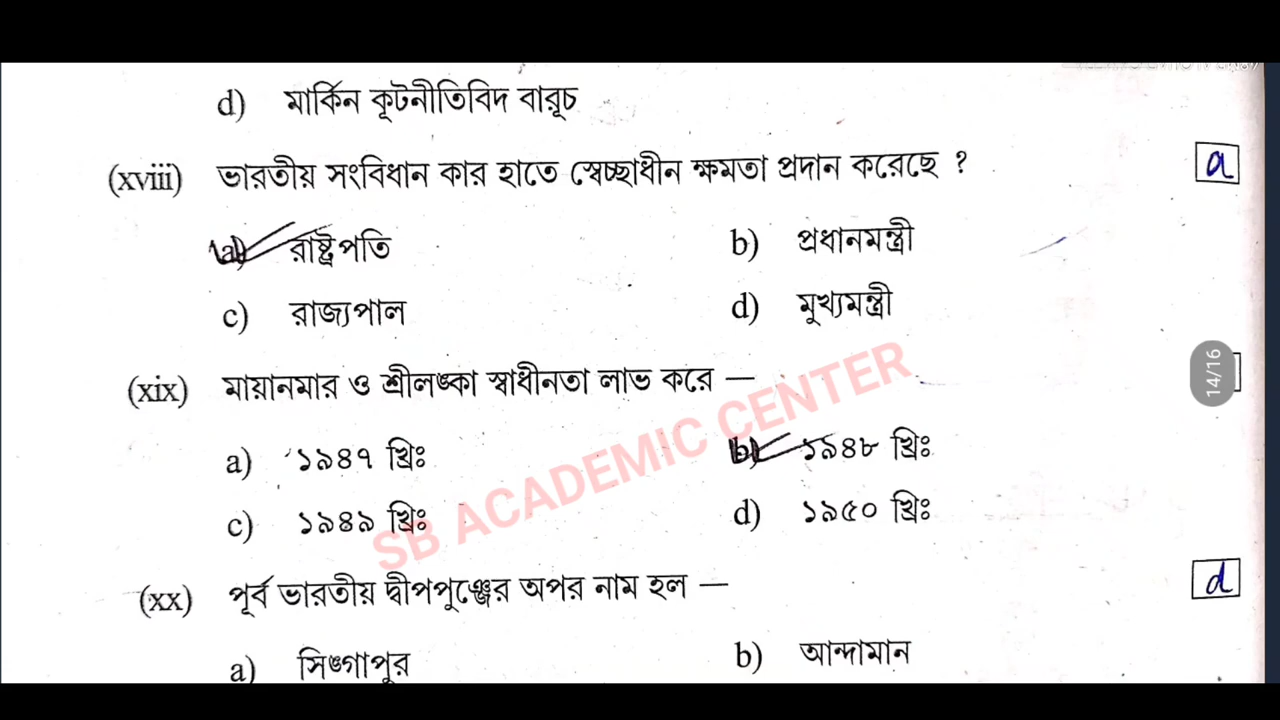 d) মার্কিন কূটনীতিবিদ বারূচ
(xviii) ভারতীয় সংবিধান কার হাতে স্বেচ্ছাধীন ক্ষমতা প্রদান করেছে ? a
a) রাষ্ট্রপতি b) প্রধানমন্ত্রী
c) রাজ্যপাল d) মুখ্যমন্ত্রী
(xix) মায়ানমার ও শ্রীলঙ্কা স্বাধীনতা লাভ করে —
14/16
a) ১৯৪৭ খ্রিঃ b) ১৯৪৮ খ্রিঃ
c) ১৯৪৯ খ্রিঃ d) ১৯৫০ খ্রিঃ
SB ACADEMIC CENTER
(xx) পূর্ব ভারতীয় দ্বীপপুঞ্জের অপর নাম হল — d
a) সিঙ্গাপুর b) আন্দামান